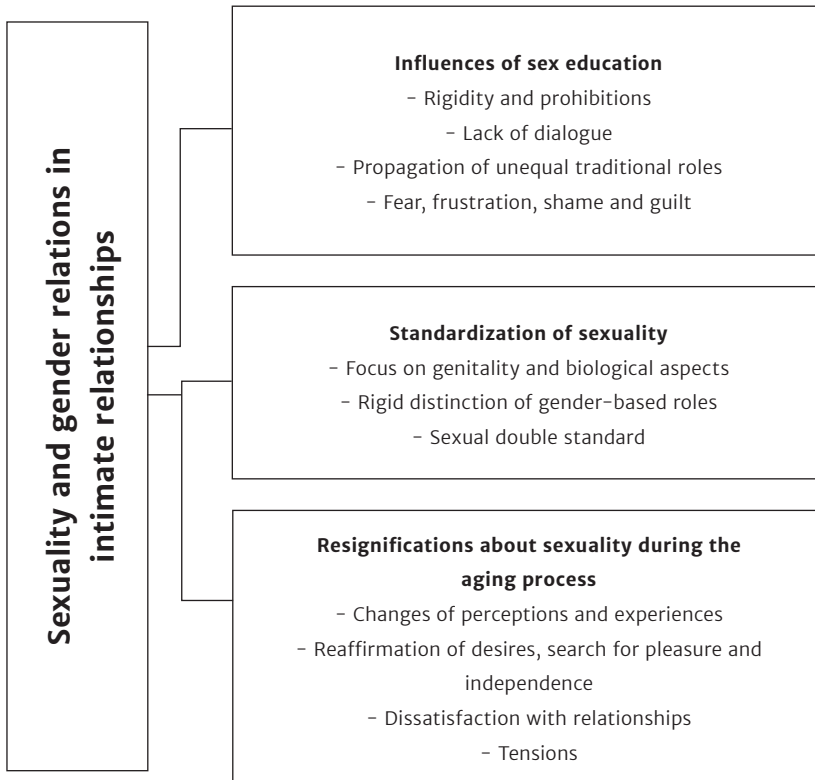 Sexuality and gender relations in
intimate relationships
Influences of sex education
- Rigidity and prohibitions
- Lack of dialogue
- Propagation of unequal traditional roles
- Fear, frustration, shame and guilt
Standardization of sexuality
- Focus on genitality and biological aspects
- Rigid distinction of gender-based roles
- Sexual double standard
Resignifications about sexuality during the
aging process
- Changes of perceptions and experiences
- Reaffirmation of desires, search for pleasure and
independence
- Dissatisfaction with relationships
- Tensions